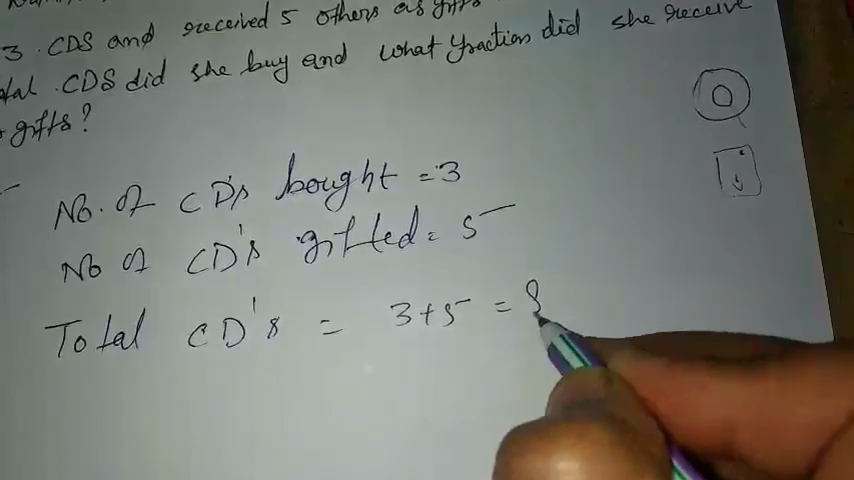 3 . CDS and received 5 others as gifts
total . CDS did she buy and what fraction did she receive
gifts?
No. of CD's bought = 3
No of CD's gifted = 5
Total CD's = 3 + 5 = 8